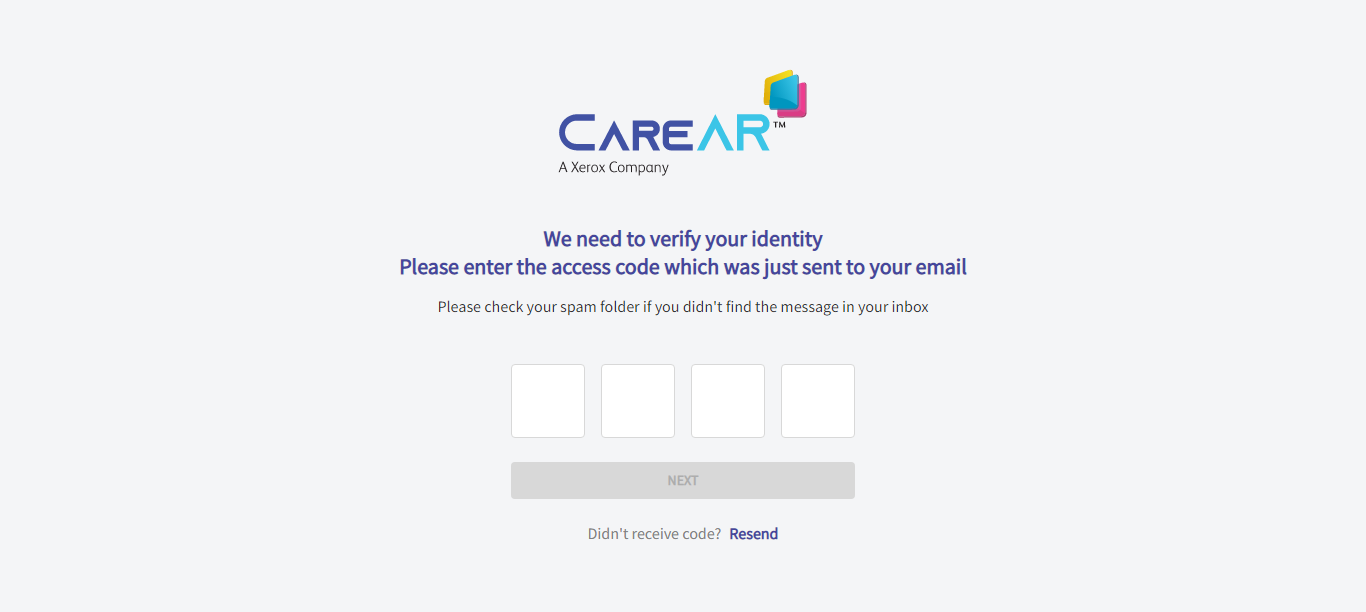 CAREAR™
A Xerox Company
We need to verify your identity
Please enter the access code which was just sent to your email
Please check your spam folder if you didn't find the message in your inbox
NEXT
Didn't receive code? Resend